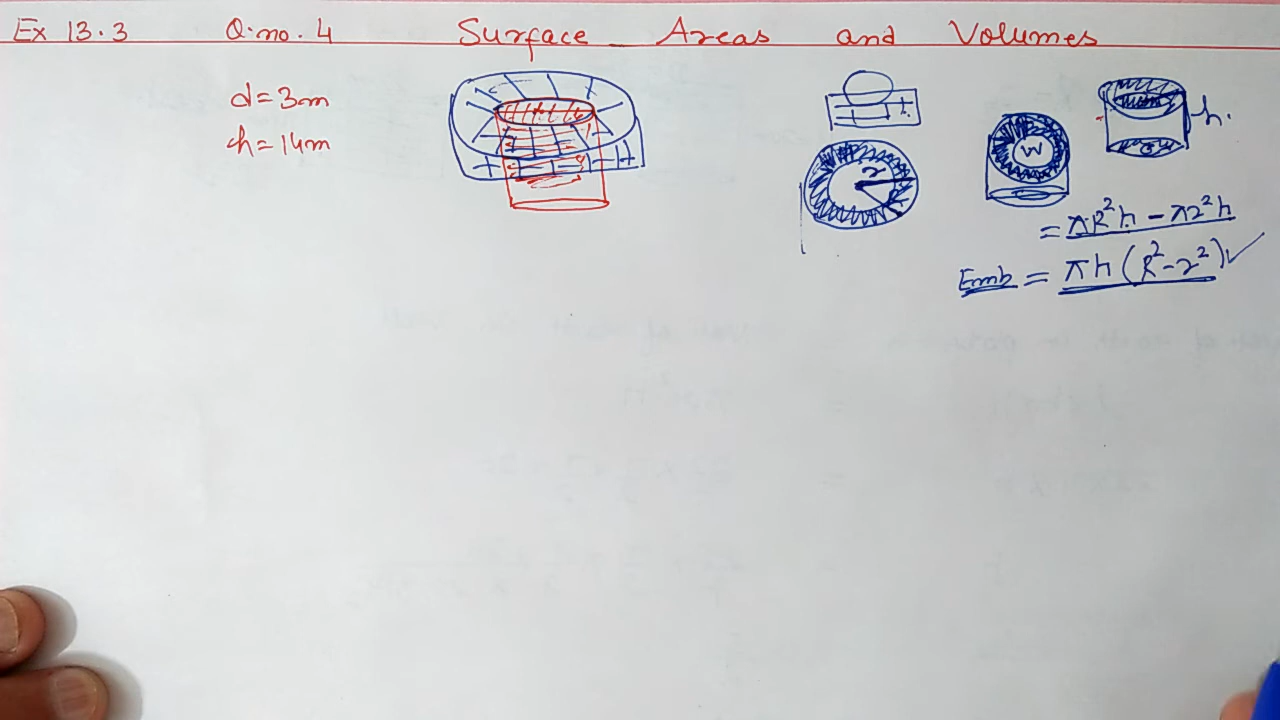 Ex 13.3 Q.no.4 Surface Areas and Volumes
d = 3m
h = 14m
r
W
h.
= πR²h − πr²h
Emb = πh(R²−r²) ✓